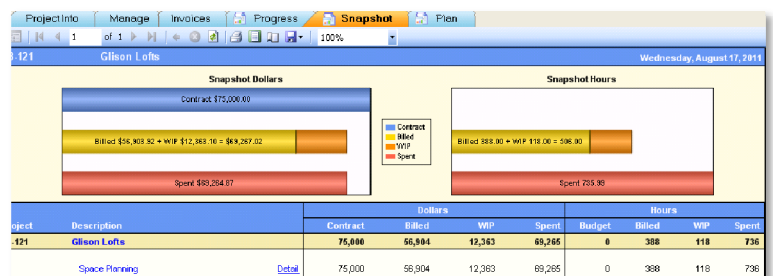 Project Info Manage Invoices Progress Snapshot Plan
1 of 1 100%
-121 Glison Lofts Wednesday, August 17, 2011
Snapshot Dollars Snapshot Hours
Contract $75,000.00
Contract
Billed
WIP
Spent
Billed $56,903.92 + WIP $12,363.10 = $69,267.02
Billed 388.00 + WIP 118.00 = 506.00
Spent $69,264.87
Spent 735.99
Dollars Hours
oject Description Contract Billed WIP Spent Budget Billed WIP Spent
-121 Glison Lofts 75,000 56,904 12,363 69,265 0 388 118 736
Space Planning Detail 75,000 56,904 12,363 69,265 0 388 118 736